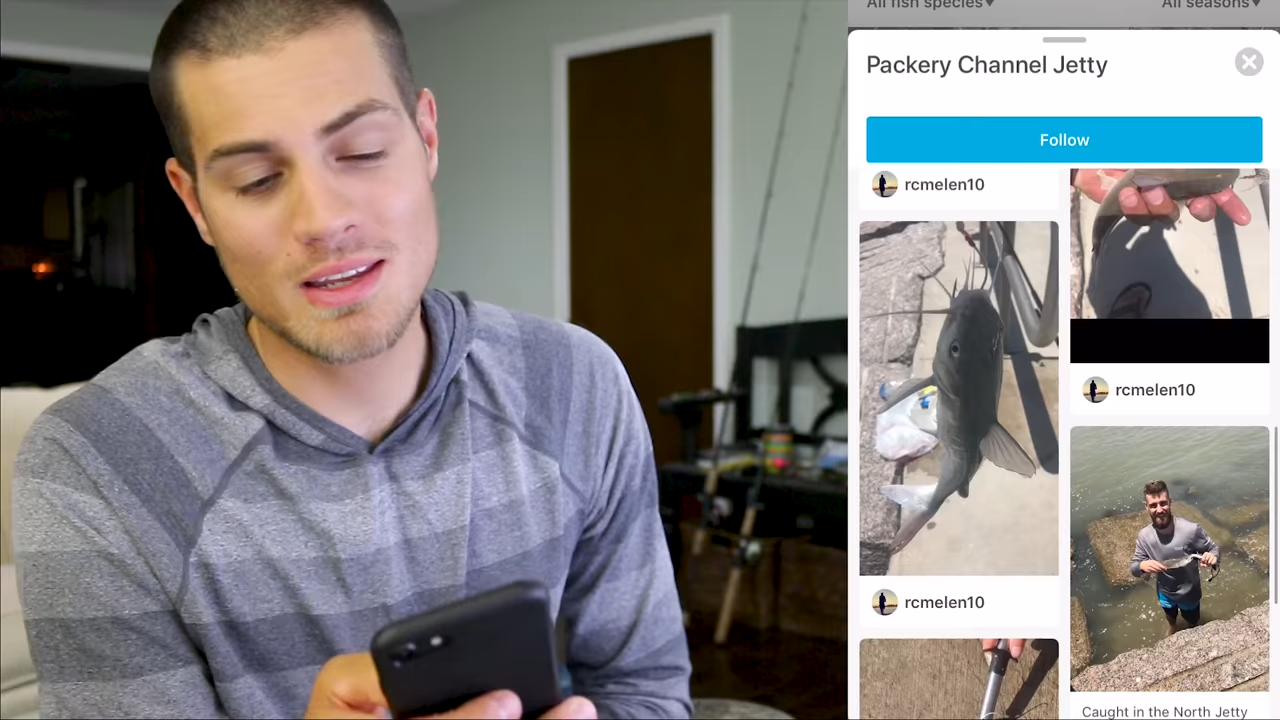 All fish species▼
All seasons▼
Packery Channel Jetty
Follow
rcmelen10
rcmelen10
rcmelen10
Caught in the North Jetty